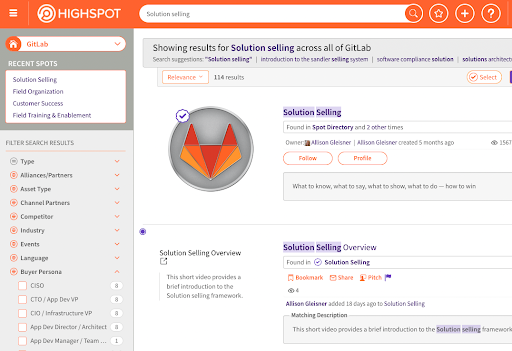 HIGHSPOT
Solution selling
GitLab
RECENT SPOTS
Solution Selling
Field Organization
Customer Success
Field Training & Enablement
FILTER SEARCH RESULTS
Type
Alliances/Partners
Asset Type
Channel Partners
Competitor
Industry
Events
Language
Buyer Persona
CISO 8
CTO / App Dev VP 8
CIO / Infrastructure VP 8
App Dev Director / Architect 8
App Dev Manager / Team ... 1
Showing results for Solution selling across all of GitLab
Search suggestions: "Solution selling" | introduction to the sandler selling system | software compliance solution | solutions architect
Relevance 114 results
Select
Solution Selling
Found in Spot Directory and 2 other times
Owner: Allison Gleisner | Allison Gleisner created 5 months ago 1567
Follow Profile
What to know, what to say, what to show, what to do — how to win
Solution Selling Overview
This short video provides a
brief introduction to the
Solution selling framework.
Solution Selling Overview
Found in Solution Selling
Bookmark Share Pitch
4
Allison Gleisner added 18 days ago to Solution Selling
Matching Description
This short video provides a brief introduction to the Solution selling framework